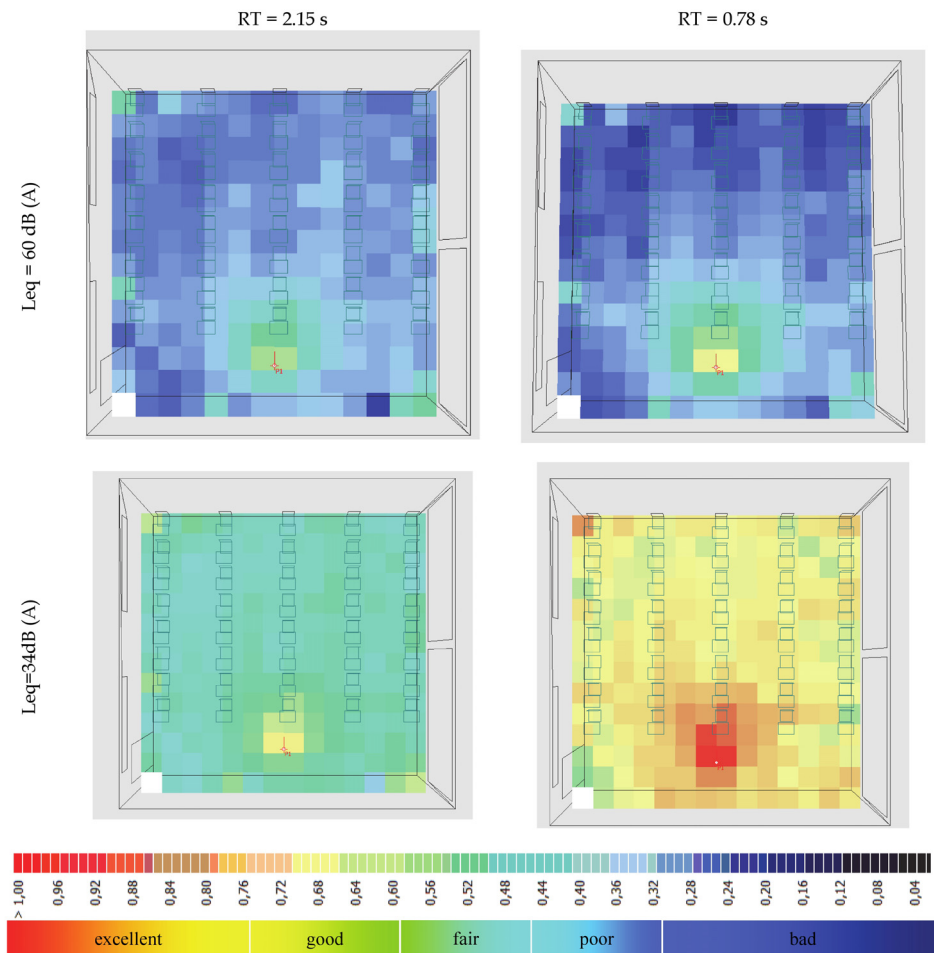 RT = 2.15 s
RT = 0.78 s
Leq = 60 dB (A)
P1
P1
Leq=34dB (A)
P1
> 1,00 0,96 0,92 0,88 0,84 0,80 0,76 0,72 0,68 0,64 0,60 0,56 0,52 0,48 0,44 0,40 0,36 0,32 0,28 0,24 0,20 0,16 0,12 0,08 0,04
excellent good fair poor bad